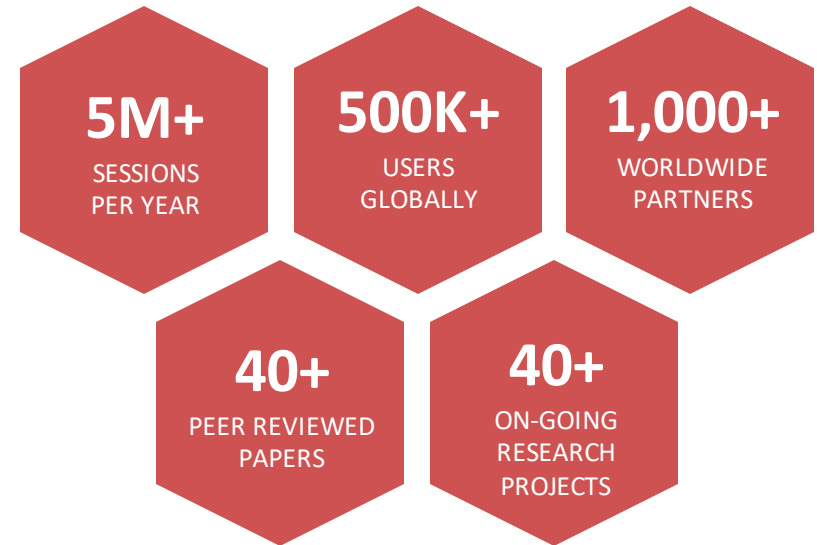 5M+
SESSIONS
PER YEAR
500K+
USERS
GLOBALLY
1,000+
WORLDWIDE
PARTNERS
40+
PEER REVIEWED
PAPERS
40+
ON-GOING
RESEARCH
PROJECTS